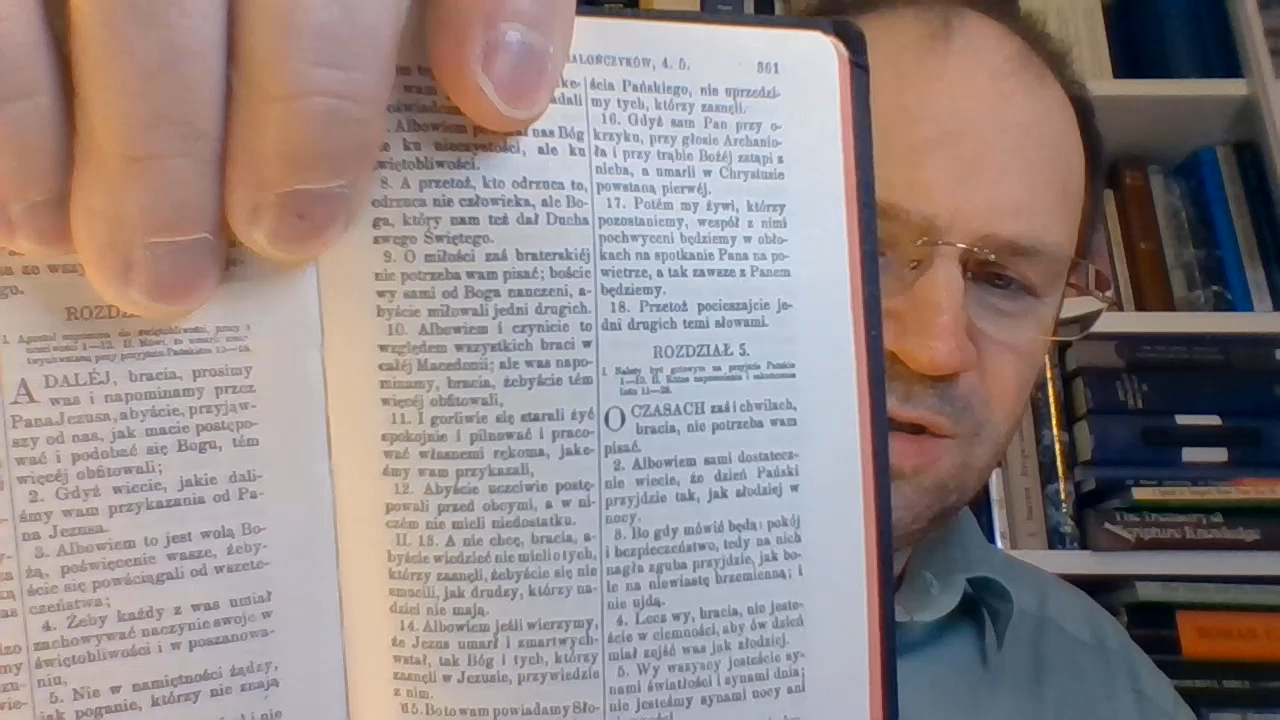 ROZDZ
A DALÉJ, bracia, prosimy
was i napominamy przez
Pana Jezusa, abyście, przyjąw-
szy od nas, jak macie postępo-
wać i podobać się Bogu, tém
więcéj obfitowali;
2. Gdyż wiecie, jakie dali-
śmy wam przykazania od Pa-
na Jezusa.
3. Albowiem to jest wolą Bo-
żą, poświęcenie wasze, żeby-
ście się powściągali od wszete-
czeństwa;
4. Żeby każdy z was umiał
zachowywać naczynie swoje w
świętobliwości i w poszanowa-
niu,
5. Nie w namiętności żądzy,
jak poganie, którzy nie znają
ALOŃCZYKÓW, 4. 5.
361
Albowiem nas Bóg
ku nieczystości, ale ku
świętobliwości.
8. A przetoż, kto odrzuca to,
odrzuca nie człowieka, ale Bo-
ga, który nam też dał Ducha
swego Świętego.
9. O miłości zaś braterskiéj
nie potrzeba wam pisać; boście
wy sami od Boga nauczeni, a-
byście miłowali jedni drugich.
10. Albowiem i czynicie to
względem wszystkich braci w
całéj Macedonii; ale was napo-
minamy, bracia, żebyście tém
więcéj obfitowali,
11. I gorliwie się starali żyć
spokojnie i pilnować i praco-
wać własnemi rękoma, jake-
śmy wam przykazali,
12. Abyście uczciwie postę-
powali przed obcymi, a w ni-
czém nie mieli niedostatku.
II. 13. A nie chcę, bracia, a-
byście wiedzieć nie mieli o tych,
którzy zasnęli, żebyście się nie
smucili, jak drudzy, którzy na-
dziei nie mają.
14. Albowiem jeśli wierzymy,
że Jezus umarł i zmartwych-
wstał, tak Bóg i tych, którzy
zasnęli w Jezusie, przywiedzie
z nim.
15. Bo to wam powiadamy Sło-
ścia Pańskiego, nie uprzedzi-
my tych, którzy zasnęli.
16. Gdyż sam Pan przy o-
krzyku, przy głosie Archanio-
ła i przy trąbie Bożéj zstąpi z
nieba, a umarli w Chrystusie
powstaną pierwéj.
17. Potém my żywi, którzy
pozostaniemy, wespół z nimi
pochwyceni będziemy w obło-
kach na spotkanie Pana na po-
wietrze, a tak zawsze z Panem
będziemy.
18. Przetoż pocieszajcie je-
dni drugich temi słowami.
ROZDZIAŁ 5.
O CZASACH zaś i chwilach,
bracia, nie potrzeba wam
pisać.
2. Albowiem sami dostatecz-
nie wiecie, że dzień Pański
przyjdzie tak, jak złodziéj w
nocy.
3. Bo gdy mówić będą: pokój
i bezpieczeństwo, tedy na nich
nagła zguba przyjdzie, jak bo-
le na niewiastę brzemienną; i
nie ujdą.
4. Lecz wy, bracia, nie jeste-
ście w ciemności, aby ów dzień
miał zejść was jak złodziéj.
5. Wy wszyscy jesteście sy-
nami światłości i synami dnia;
nie jesteśmy synami nocy ani
The Treasury of
Scripture Knowledge